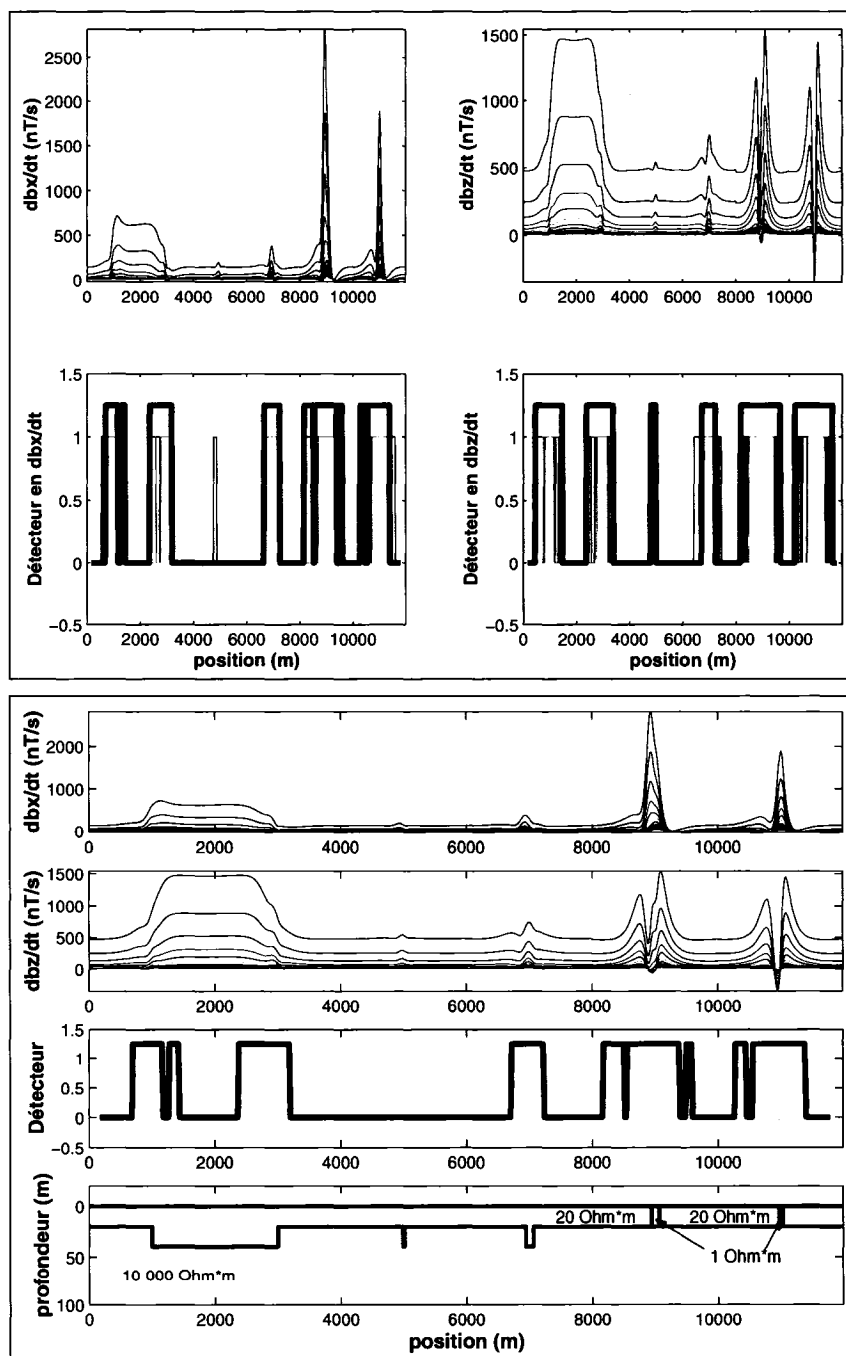 dbx/dt (nT/s)
2500
2000
1500
1000
500
0
0 2000 4000 6000 8000 10000
dbz/dt (nT/s)
1500
1000
500
0
0 2000 4000 6000 8000 10000
Détecteur en dbx/dt
1.5
1
0.5
0
−0.5
0 2000 4000 6000 8000 10000
position (m)
Détecteur en dbz/dt
1.5
1
0.5
0
−0.5
0 2000 4000 6000 8000 10000
position (m)
dbx/dt (nT/s)
2000
1000
0
0 2000 4000 6000 8000 10000
dbz/dt (nT/s)
1500
1000
500
0
0 2000 4000 6000 8000 10000
Détecteur
1.5
1
0.5
0
−0.5
0 2000 4000 6000 8000 10000
profondeur (m)
0
50
100
20 Ohm*m 20 Ohm*m
1 Ohm*m
10 000 Ohm*m
0 2000 4000 6000 8000 10000
position (m)